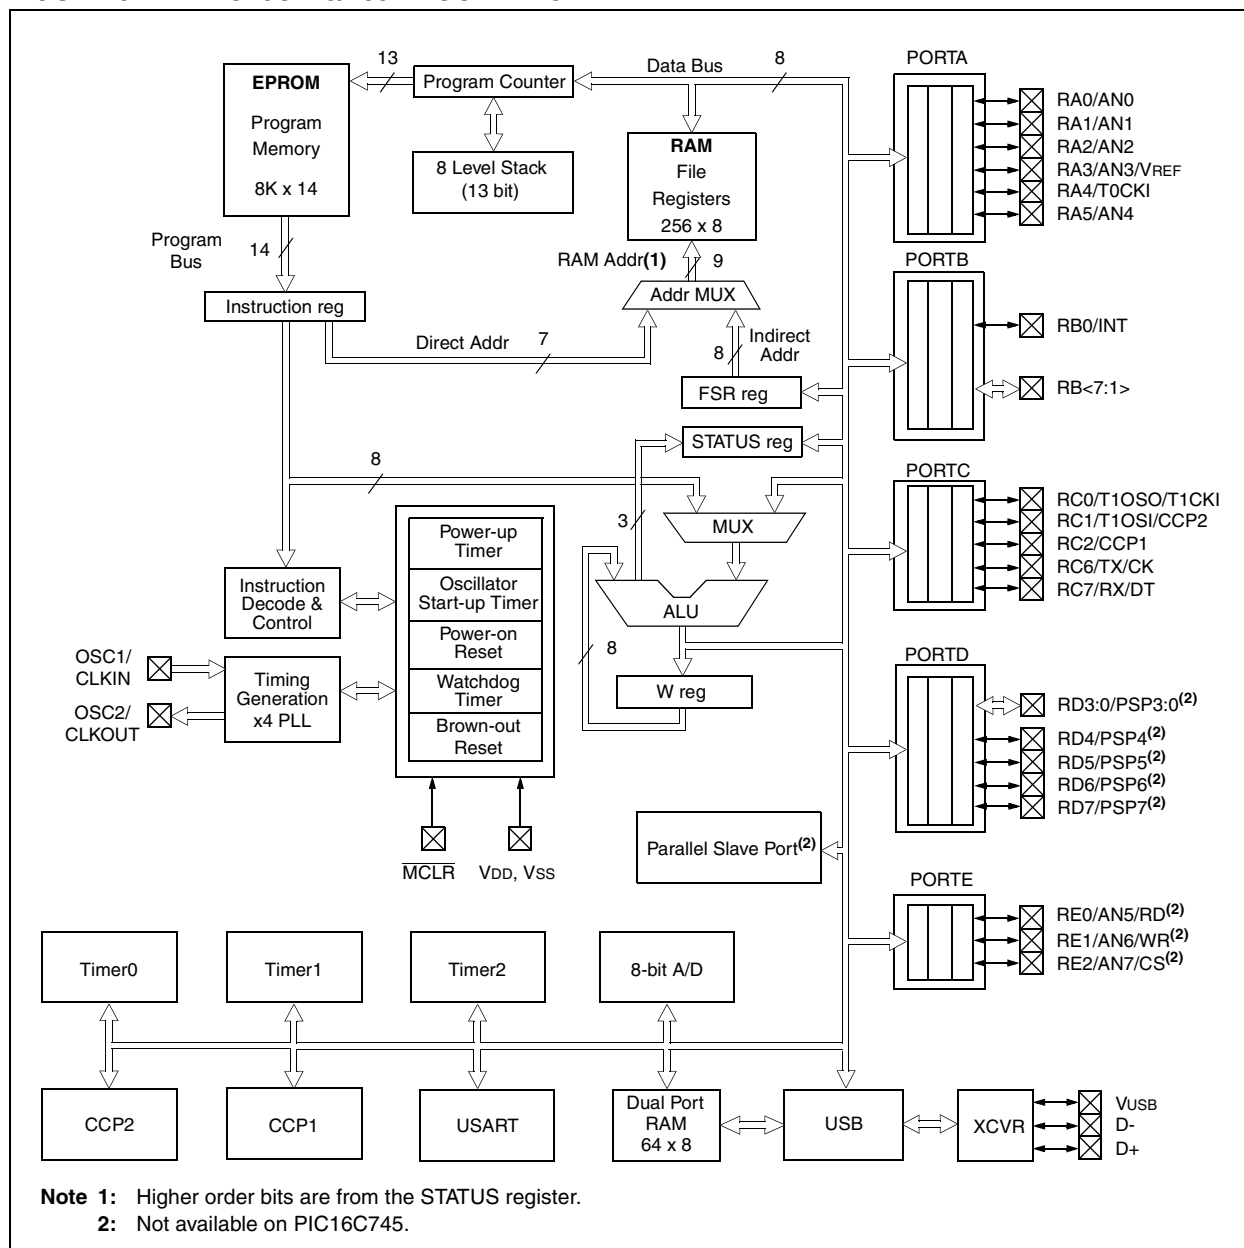 13
Data Bus
8
PORTA
EPROM
Program
Memory
8K x 14
Program Counter
8 Level Stack
(13 bit)
RAM
File
Registers
256 x 8
RA0/AN0
RA1/AN1
RA2/AN2
RA3/AN3/VREF
RA4/T0CKI
RA5/AN4
Program
Bus
14
RAM Addr(1)
9
PORTB
Instruction reg
Addr MUX
RB0/INT
Direct Addr
7
8
Indirect
Addr
FSR reg
RB<7:1>
STATUS reg
8
PORTC
RC0/T1OSO/T1CKI
RC1/T1OSI/CCP2
RC2/CCP1
RC6/TX/CK
RC7/RX/DT
3
MUX
Power-up
Timer
Oscillator
Start-up Timer
Power-on
Reset
Watchdog
Timer
Brown-out
Reset
Instruction
Decode &
Control
ALU
8
W reg
OSC1/
CLKIN
OSC2/
CLKOUT
Timing
Generation
x4 PLL
PORTD
RD3:0/PSP3:0(2)
RD4/PSP4(2)
RD5/PSP5(2)
RD6/PSP6(2)
RD7/PSP7(2)
MCLR
VDD, VSS
Parallel Slave Port(2)
PORTE
RE0/AN5/RD(2)
RE1/AN6/WR(2)
RE2/AN7/CS(2)
Timer0
Timer1
Timer2
8-bit A/D
CCP2
CCP1
USART
Dual Port
RAM
64 x 8
USB
XCVR
VUSB
D-
D+
Note 1: Higher order bits are from the STATUS register.
2: Not available on PIC16C745.